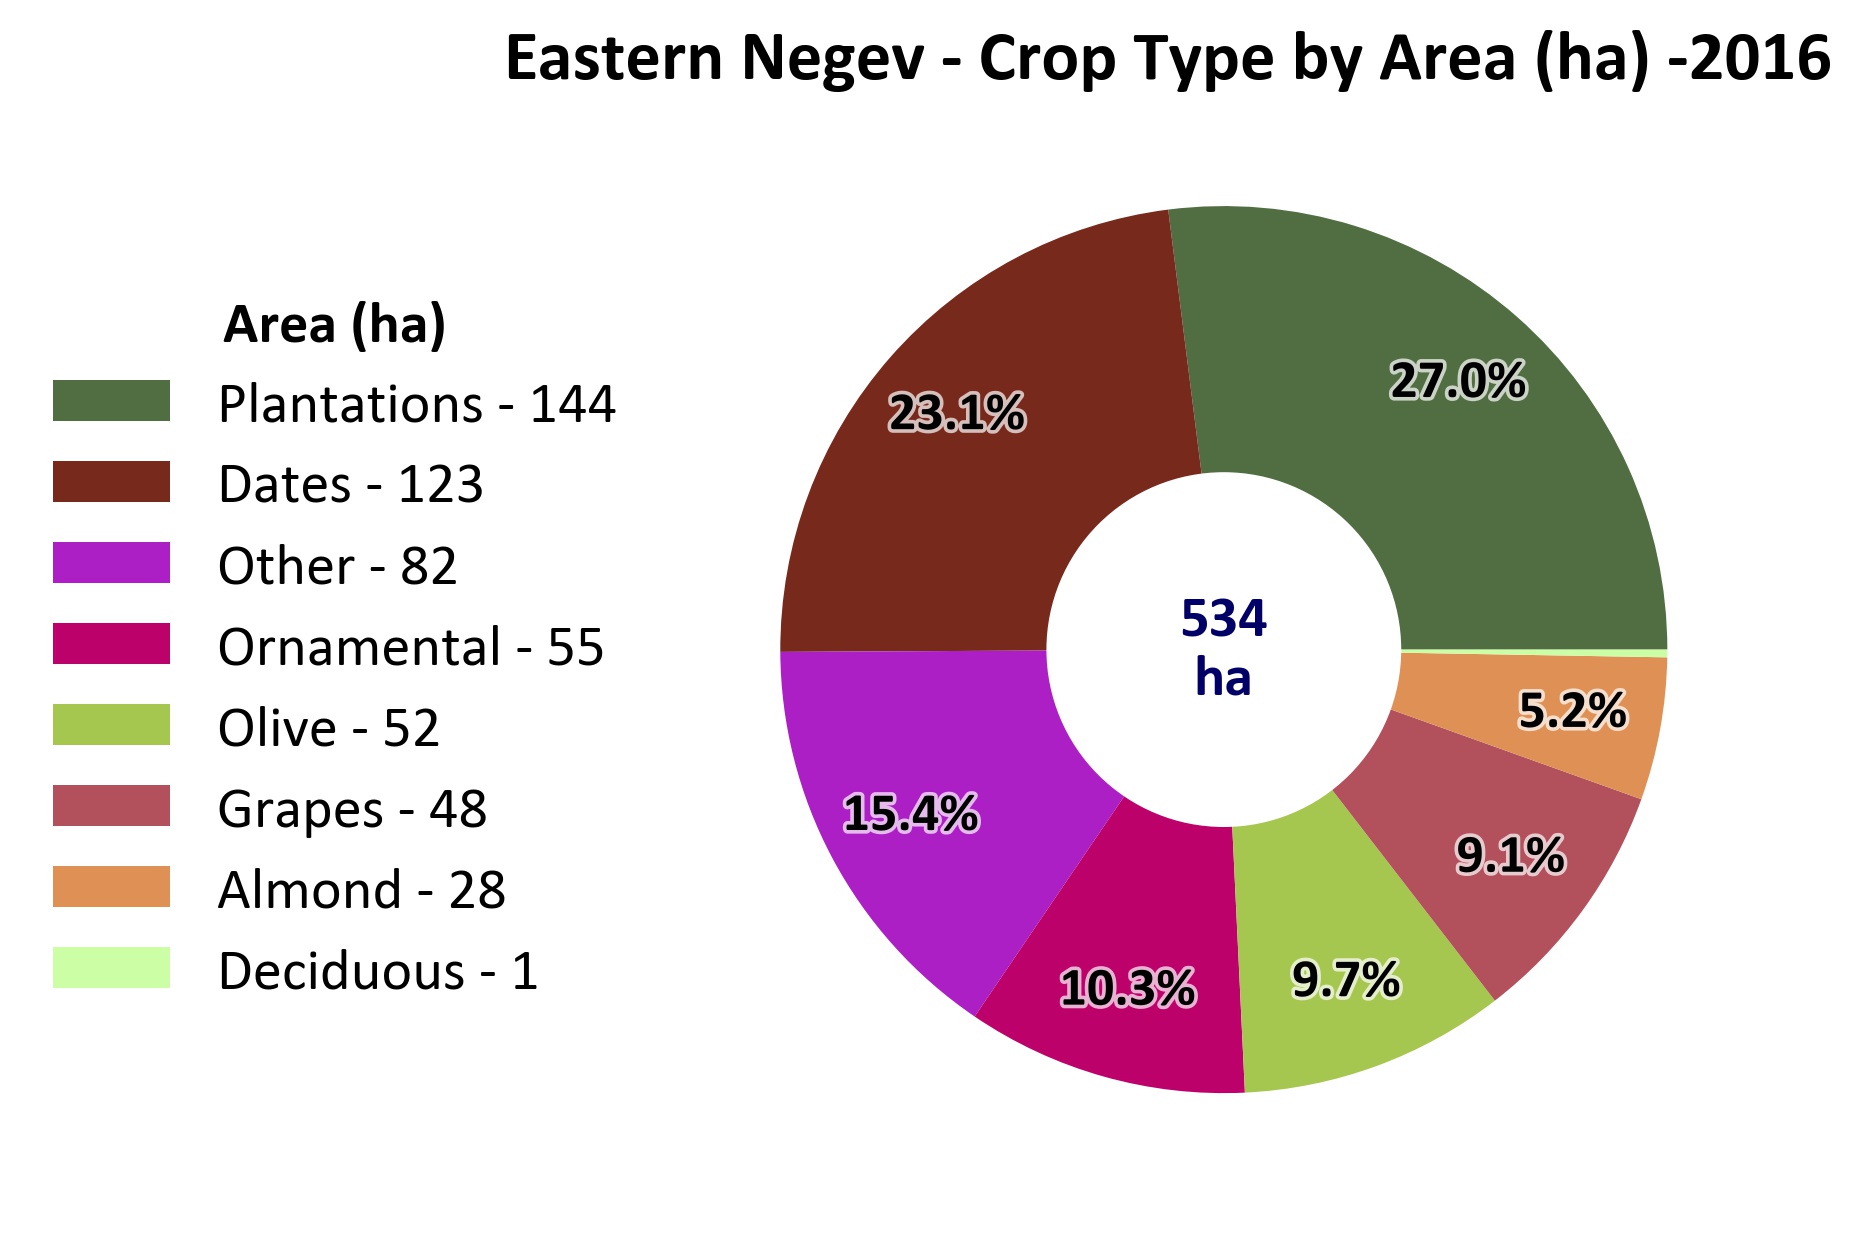 Eastern Negev - Crop Type by Area (ha) -2016
Area (ha)
Plantations - 144
Dates - 123
Other - 82
Ornamental - 55
Olive - 52
Grapes - 48
Almond - 28
Deciduous - 1
27.0%
23.1%
15.4%
10.3%
9.7%
9.1%
5.2%
534
ha